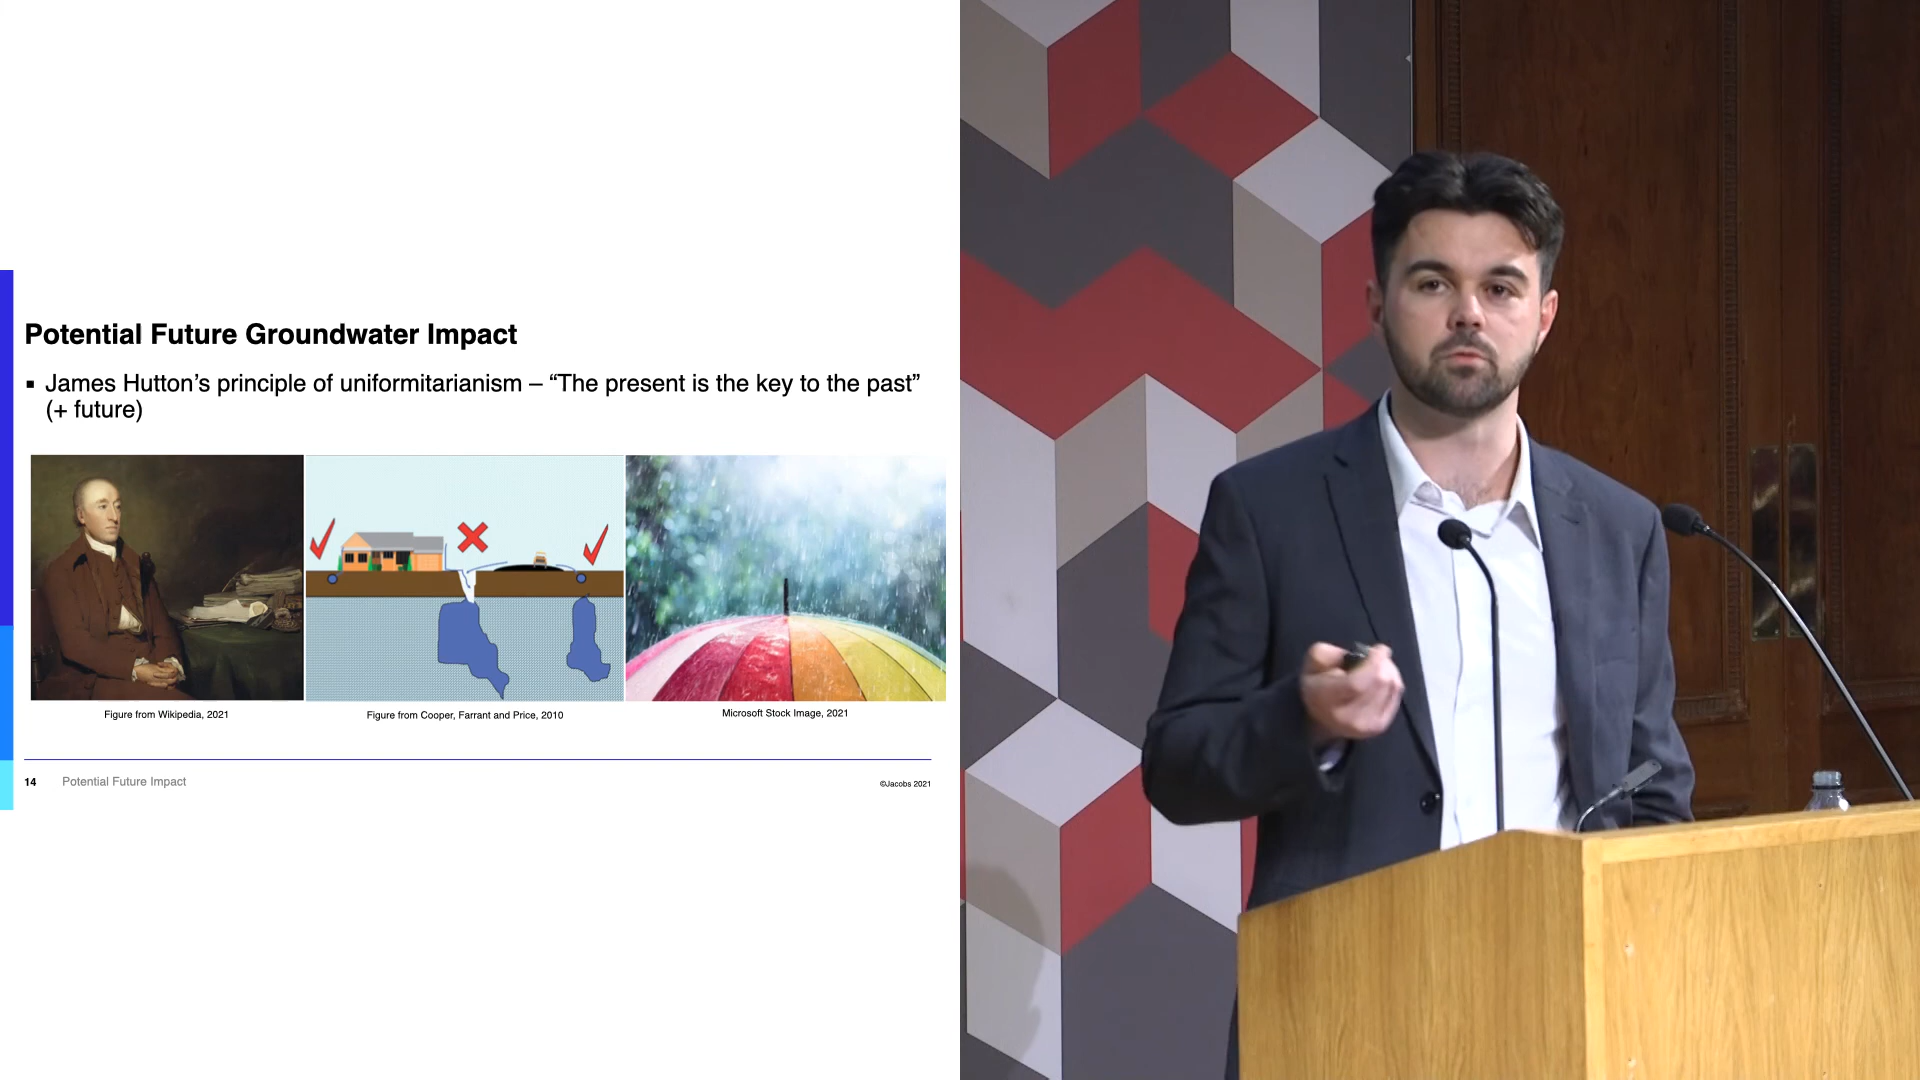 Potential Future Groundwater Impact
▪ James Hutton’s principle of uniformitarianism – “The present is the key to the past”
(+ future)
Figure from Wikipedia, 2021
Figure from Cooper, Farrant and Price, 2010
Microsoft Stock Image, 2021
14 Potential Future Impact
©Jacobs 2021